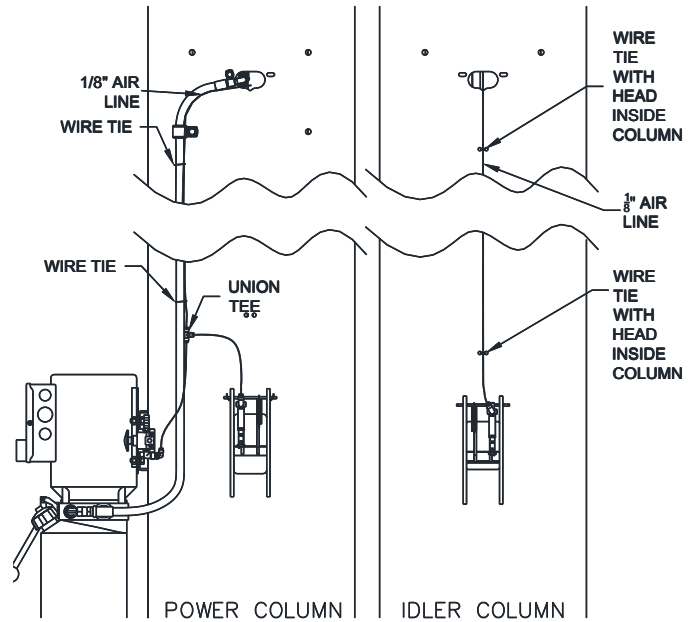 1/8" AIR
LINE
WIRE TIE
WIRE
TIE
WITH
HEAD
INSIDE
COLUMN
1/8" AIR
LINE
WIRE TIE
UNION
TEE
WIRE
TIE
WITH
HEAD
INSIDE
COLUMN
POWER COLUMN
IDLER COLUMN